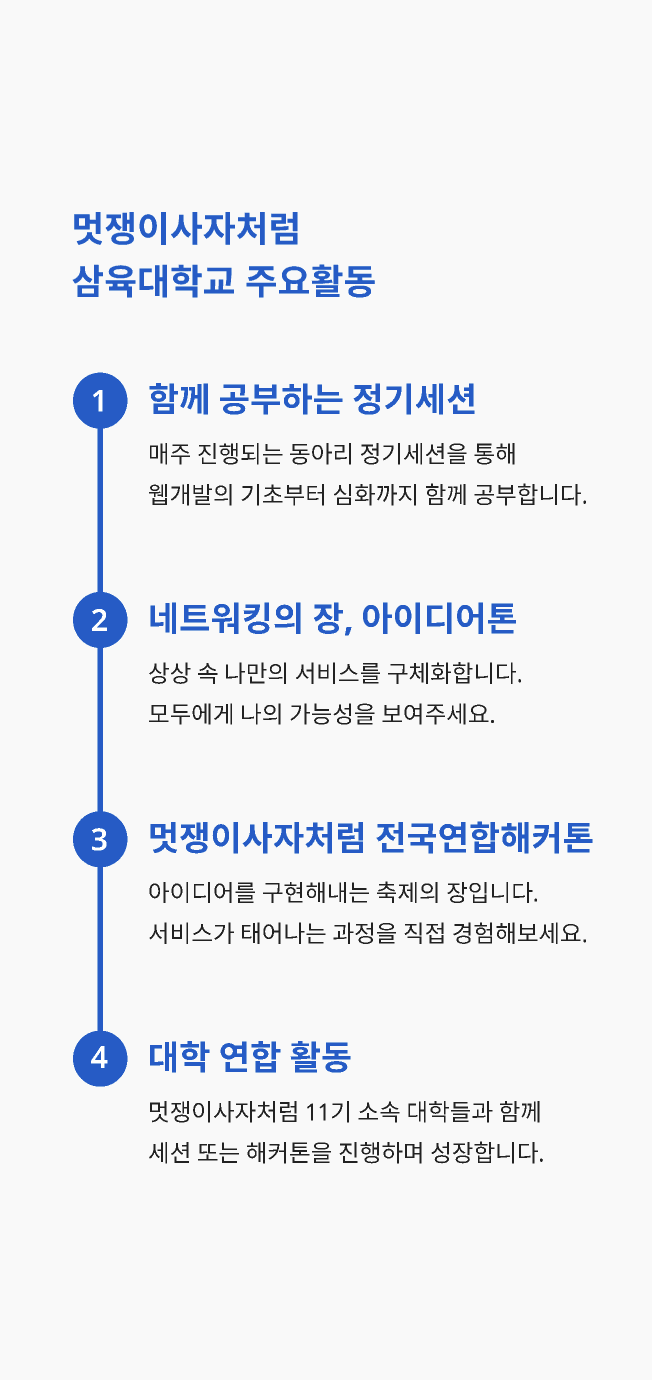 멋쟁이사자처럼
삼육대학교 주요활동
1 함께 공부하는 정기세션
매주 진행되는 동아리 정기세션을 통해
웹개발의 기초부터 심화까지 함께 공부합니다.
2 네트워킹의 장, 아이디어톤
상상 속 나만의 서비스를 구체화합니다.
모두에게 나의 가능성을 보여주세요.
3 멋쟁이사자처럼 전국연합해커톤
아이디어를 구현해내는 축제의 장입니다.
서비스가 태어나는 과정을 직접 경험해보세요.
4 대학 연합 활동
멋쟁이사자처럼 11기 소속 대학들과 함께
세션 또는 해커톤을 진행하며 성장합니다.